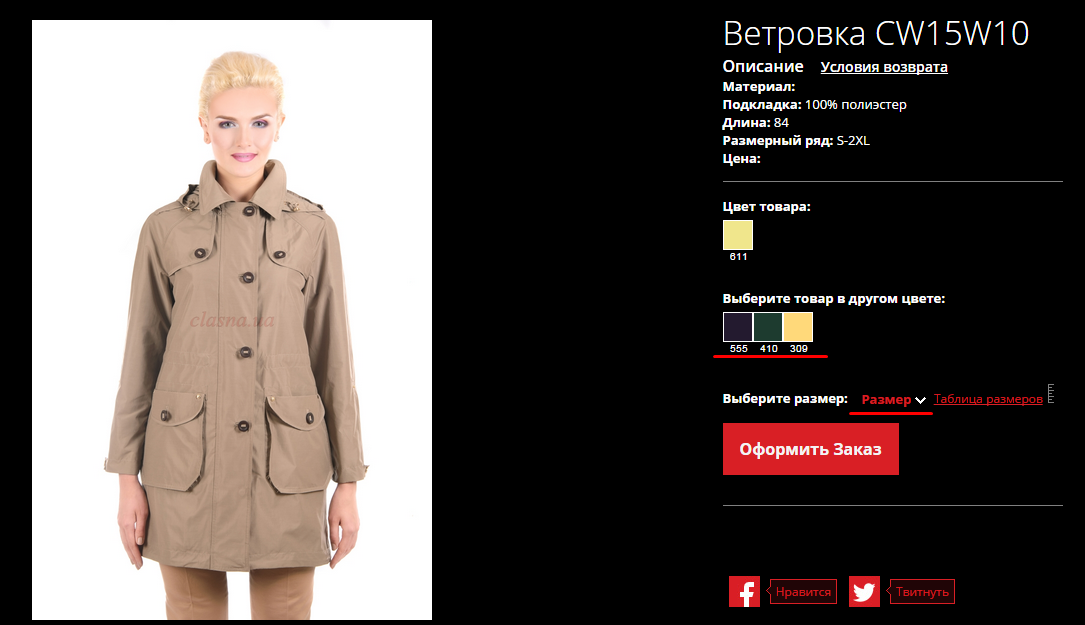 Ветровка CW15W10
Описание Условия возврата
Материал:
Подкладка: 100% полиэстер
Длина: 84
Размерный ряд: S-2XL
Цена:
Цвет товара:
611
Выберите товар в другом цвете:
555 410 309
Выберите размер: Размер Таблица размеров
Оформить Заказ
Нравится Твитнуть
clasna.ua